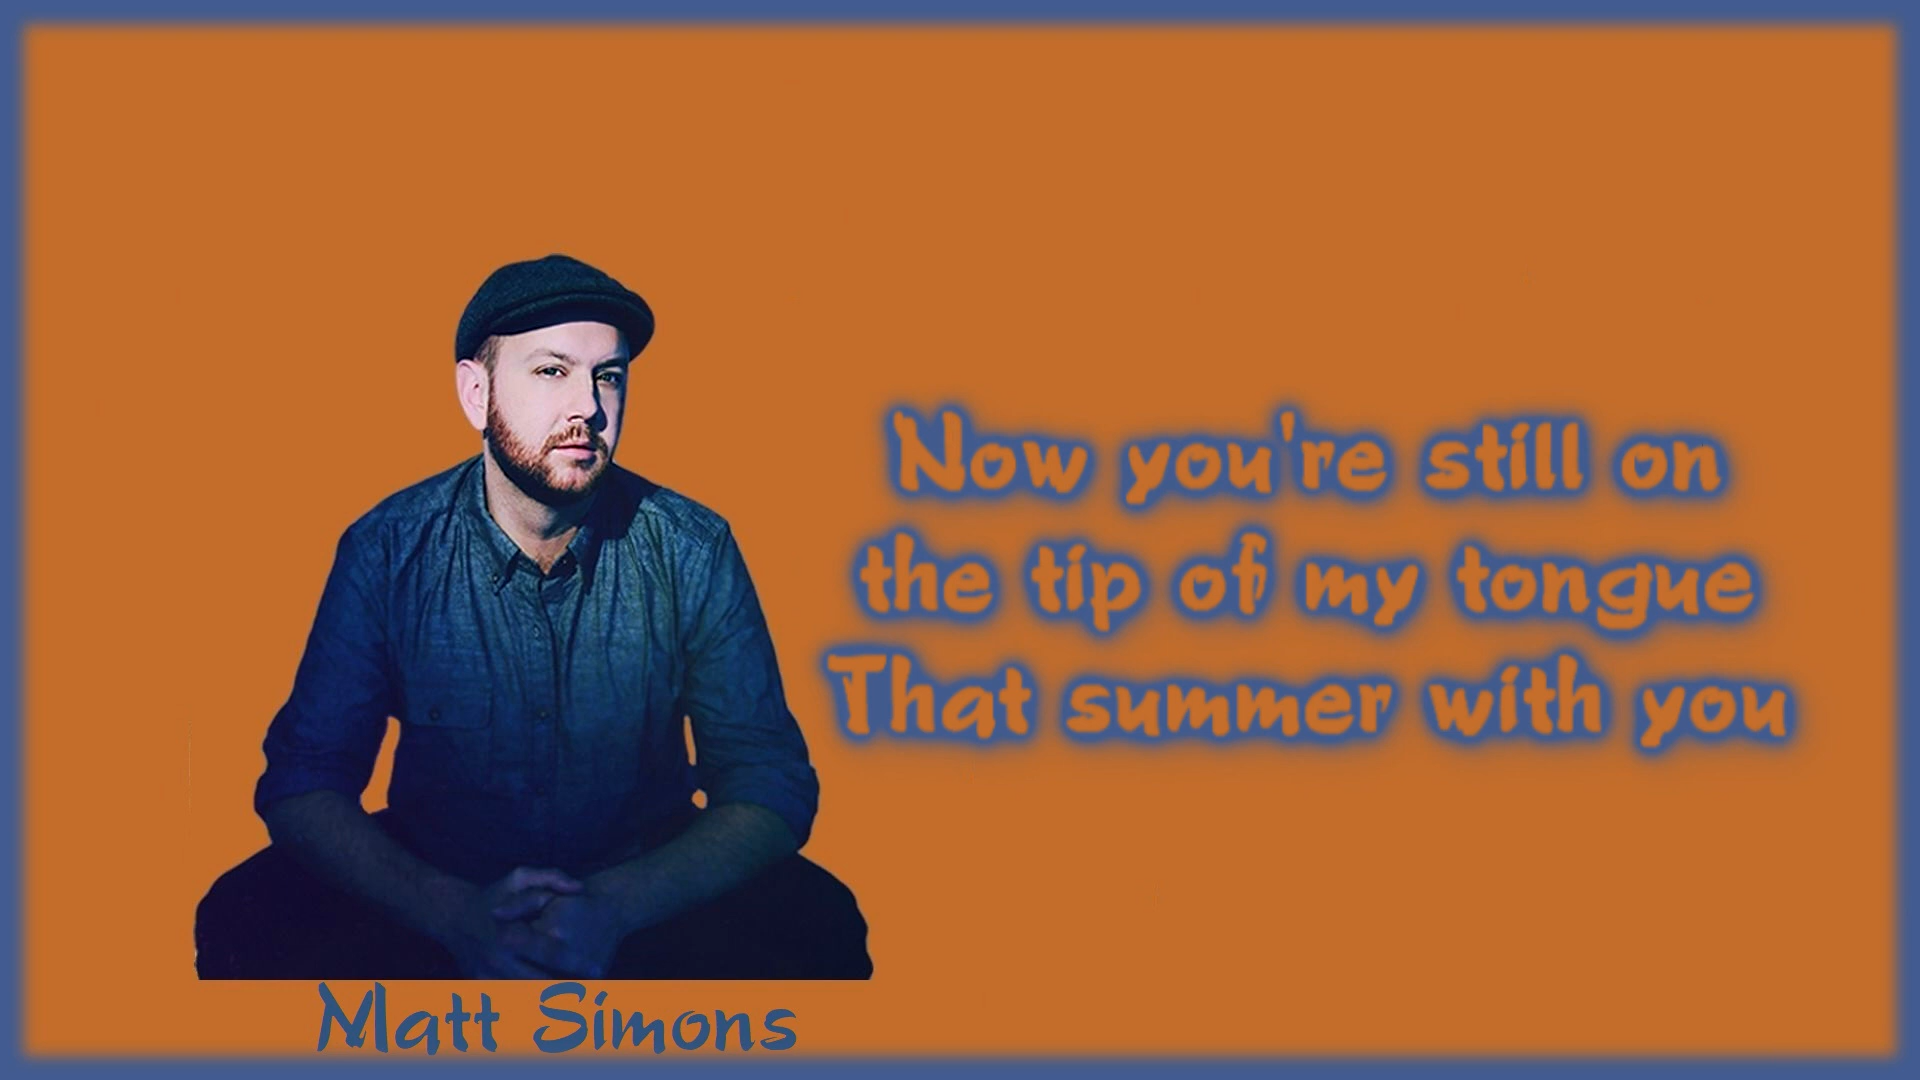 Now you're still on
the tip of my tongue
That summer with you
Matt Simons